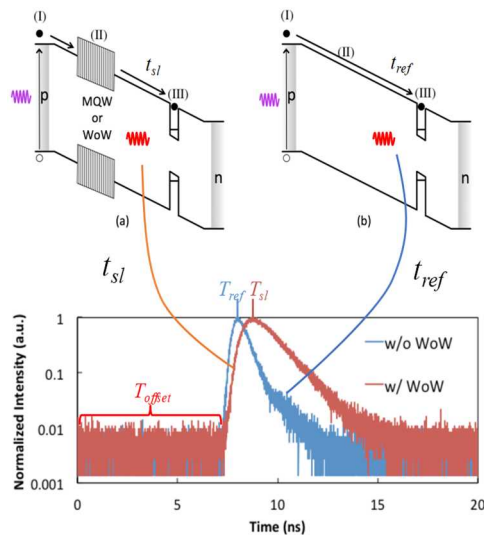 (I)
(II)
t_sl
(III)
p
MQW
or
WoW
n
(a)
(I)
(II)
t_ref
(III)
p
n
(b)
t_sl
t_ref
T_ref T_sl
Normalized Intensity (a.u.)
1
0.1
0.01
0.001
T_offset
w/o WoW
w/ WoW
0 5 10 15 20
Time (ns)